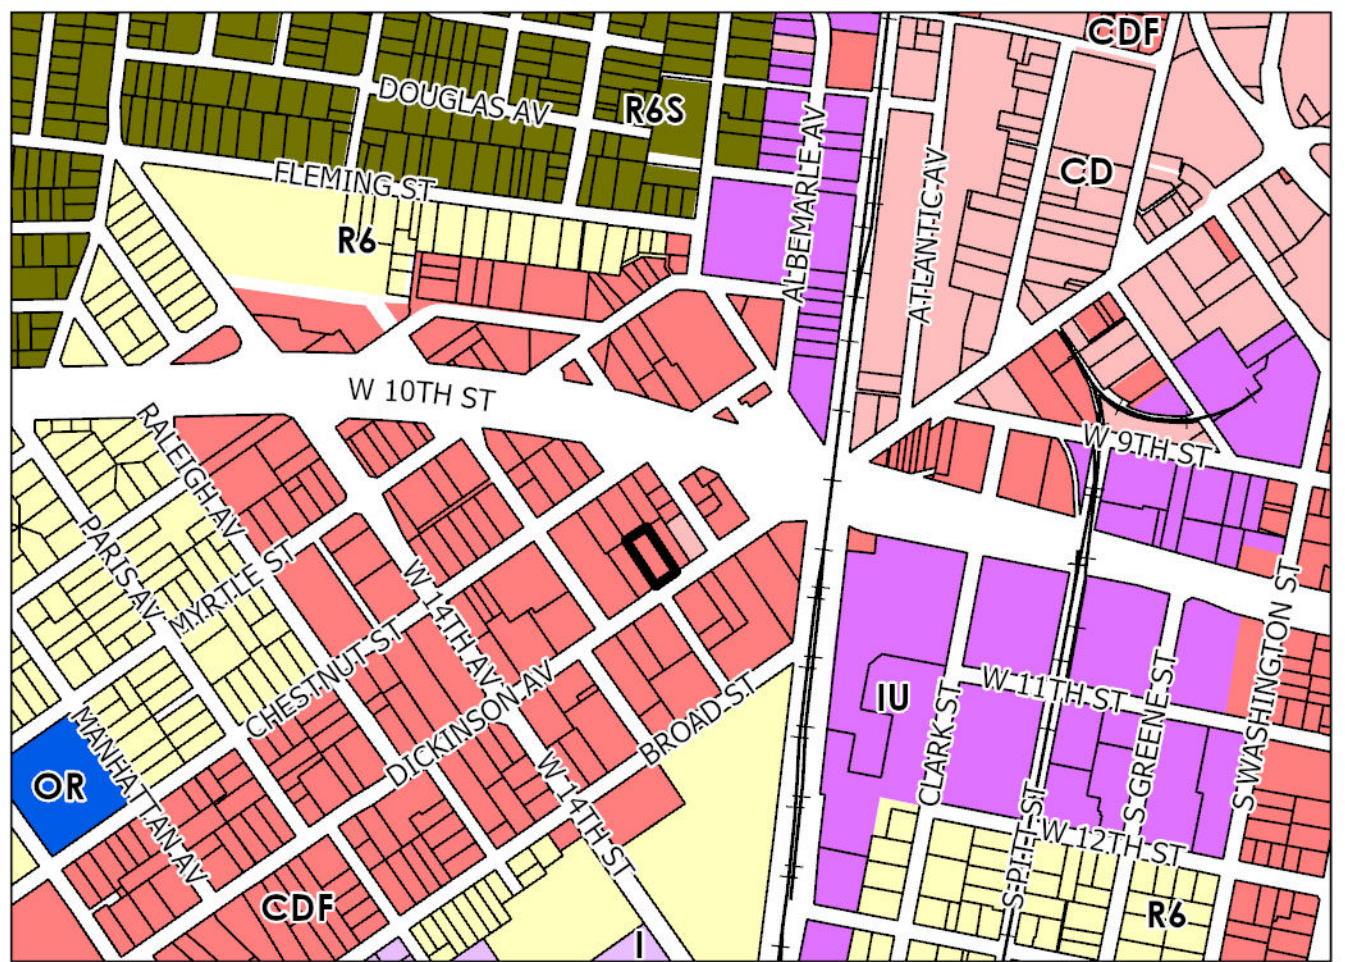 CDF
DOUGLAS AV
R6S
ALBEMARLE AV
ATLANTIC AV
CD
FLEMING ST
R6
W 10TH ST
RALEIGH AV
W 9TH ST
PARIS AV
MYRTLE ST
W 14TH AV
CHESTNUT ST
DICKINSON AV
BROAD ST
IU
W 11TH ST
CLARK ST
S GREENE ST
S WASHINGTON ST
MANHATTAN AV
OR
W 14TH ST
S PITT ST
W 12TH ST
CDF
R6
I